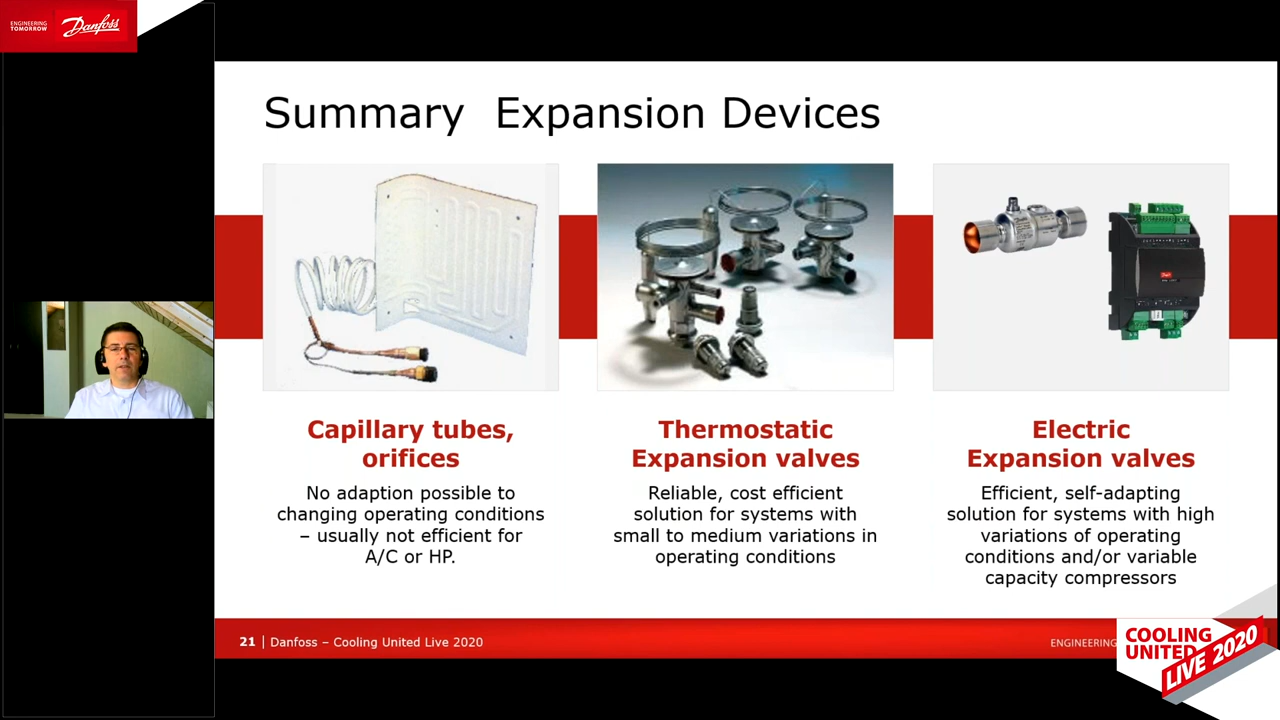 ENGINEERING
TOMORROW
Danfoss
Summary Expansion Devices
Capillary tubes,
orifices
No adaption possible to
changing operating conditions
– usually not efficient for
A/C or HP.
Thermostatic
Expansion valves
Reliable, cost efficient
solution for systems with
small to medium variations in
operating conditions
Electric
Expansion valves
Efficient, self-adapting
solution for systems with high
variations of operating
conditions and/or variable
capacity compressors
21 | Danfoss – Cooling United Live 2020
ENGINEERING
COOLING
UNITED
LIVE 2020